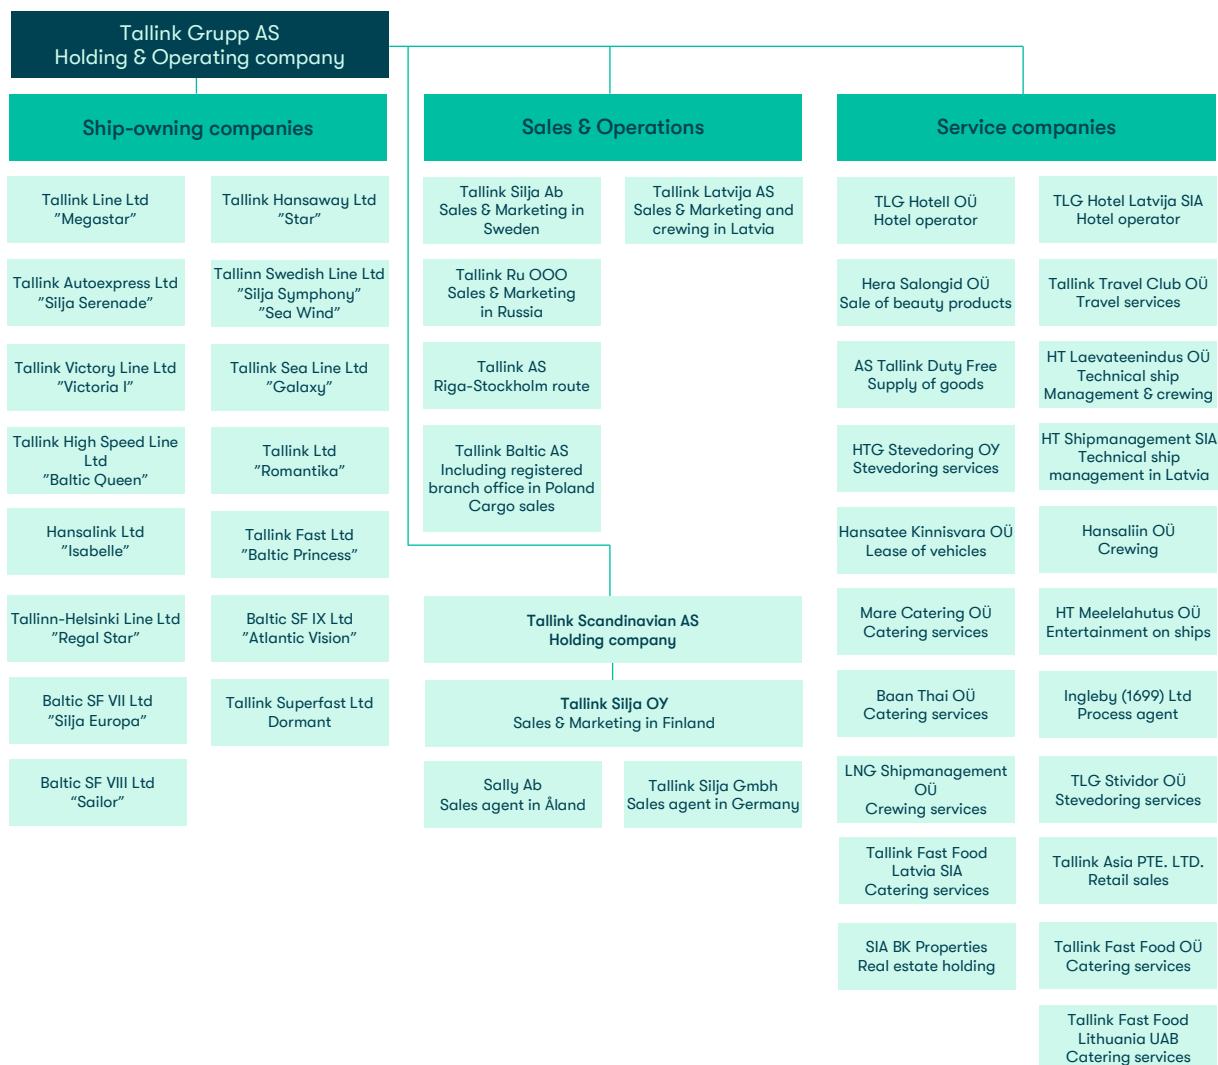 Tallink Grupp AS
Holding & Operating company
Ship-owning companies
Tallink Line Ltd
”Megastar”
Tallink Hansaway Ltd
”Star”
Tallink Autoexpress Ltd
”Silja Serenade”
Tallinn Swedish Line Ltd
”Silja Symphony”
”Sea Wind”
Tallink Victory Line Ltd
”Victoria I”
Tallink Sea Line Ltd
”Galaxy”
Tallink High Speed Line
Ltd
”Baltic Queen”
Tallink Ltd
”Romantika”
Hansalink Ltd
”Isabelle”
Tallink Fast Ltd
”Baltic Princess”
Tallinn-Helsinki Line Ltd
”Regal Star”
Baltic SF IX Ltd
”Atlantic Vision”
Baltic SF VII Ltd
”Silja Europa”
Tallink Superfast Ltd
Dormant
Baltic SF VIII Ltd
“Sailor”
Sales & Operations
Tallink Silja Ab
Sales & Marketing in
Sweden
Tallink Latvija AS
Sales & Marketing and
crewing in Latvia
Tallink Ru OOO
Sales & Marketing
in Russia
Tallink AS
Riga-Stockholm route
Tallink Baltic AS
Including registered
branch office in Poland
Cargo sales
Tallink Scandinavian AS
Holding company
Tallink Silja OY
Sales & Marketing in Finland
Sally Ab
Sales agent in Åland
Tallink Silja Gmbh
Sales agent in Germany
Service companies
TLG Hotell OÜ
Hotel operator
TLG Hotel Latvija SIA
Hotel operator
Hera Salongid OÜ
Sale of beauty products
Tallink Travel Club OÜ
Travel services
AS Tallink Duty Free
Supply of goods
HT Laevateenindus OÜ
Technical ship
Management & crewing
HTG Stevedoring OY
Stevedoring services
HT Shipmanagement SIA
Technical ship
management in Latvia
Hansatee Kinnisvara OÜ
Lease of vehicles
Hansaliin OÜ
Crewing
Mare Catering OÜ
Catering services
HT Meelelahutus OÜ
Entertainment on ships
Baan Thai OÜ
Catering services
Ingleby (1699) Ltd
Process agent
LNG Shipmanagement
OÜ
Crewing services
TLG Stividor OÜ
Stevedoring services
Tallink Fast Food
Latvia SIA
Catering services
Tallink Asia PTE. LTD.
Retail sales
SIA BK Properties
Real estate holding
Tallink Fast Food OÜ
Catering services
Tallink Fast Food
Lithuania UAB
Catering services